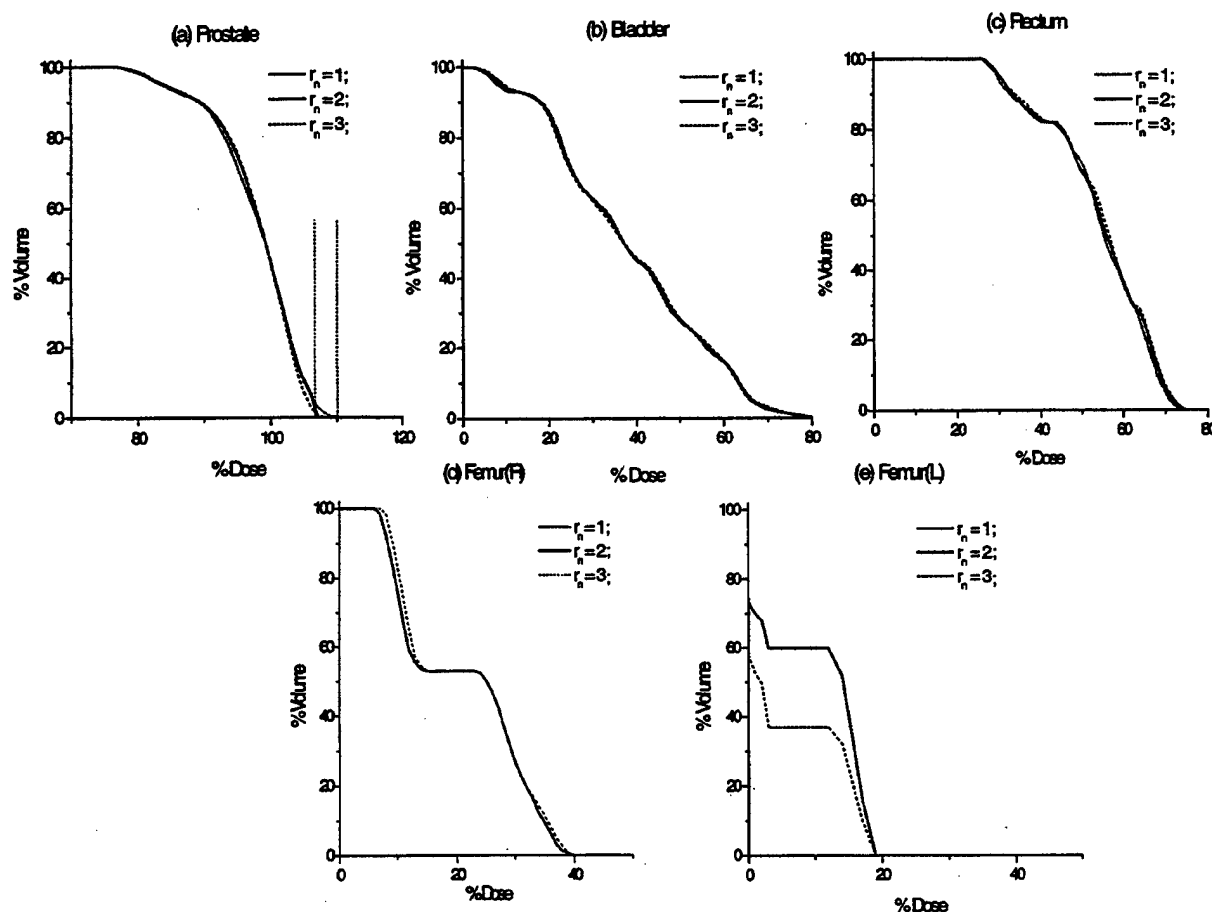 (a) Prostate
(b) Bladder
(c) Rectum
100
80
60
40
20
0
% Volume
r_n=1;
r_n=2;
r_n=3;
80
100
120
% Dose
100
80
60
40
20
0
% Volume
r_n=1;
r_n=2;
r_n=3;
0
20
40
60
80
% Dose
100
80
60
40
20
0
% Volume
r_n=1;
r_n=2;
r_n=3;
0
20
40
60
80
% Dose
(d) Femur(R)
(e) Femur(L)
100
80
60
40
20
0
% Volume
r_n=1;
r_n=2;
r_n=3;
0
20
40
% Dose
100
80
60
40
20
0
% Volume
r_n=1;
r_n=2;
r_n=3;
0
20
40
% Dose